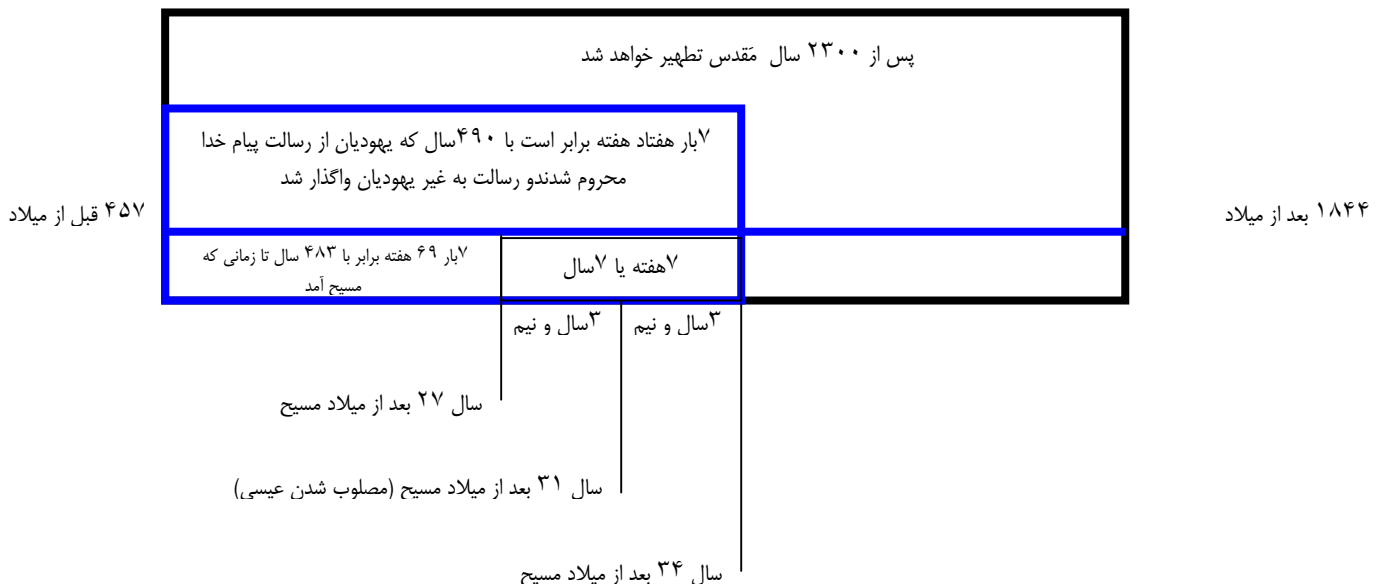 پس از ۲۳۰۰ سال مَقدس تطهیر خواهد شد
۷بار هفتاد هفته برابر است با ۴۹۰سال که یهودیان از رسالت پیام خدا
محروم شدندو رسالت به غیر یهودیان واگذار شد
۱۸۴۴ بعد از میلاد
۴۵۷ قبل از میلاد
۷هفته یا ۷سال
۷بار ۶۹ هفته برابر با ۴۸۳ سال تا زمانی که
مسیح آمد
۳سال و نیم
۳سال و نیم
سال ۲۷ بعد از میلاد مسیح
سال ۳۱ بعد از میلاد مسیح (مصلوب شدن عیسی)
سال ۳۴ بعد از میلاد مسیح